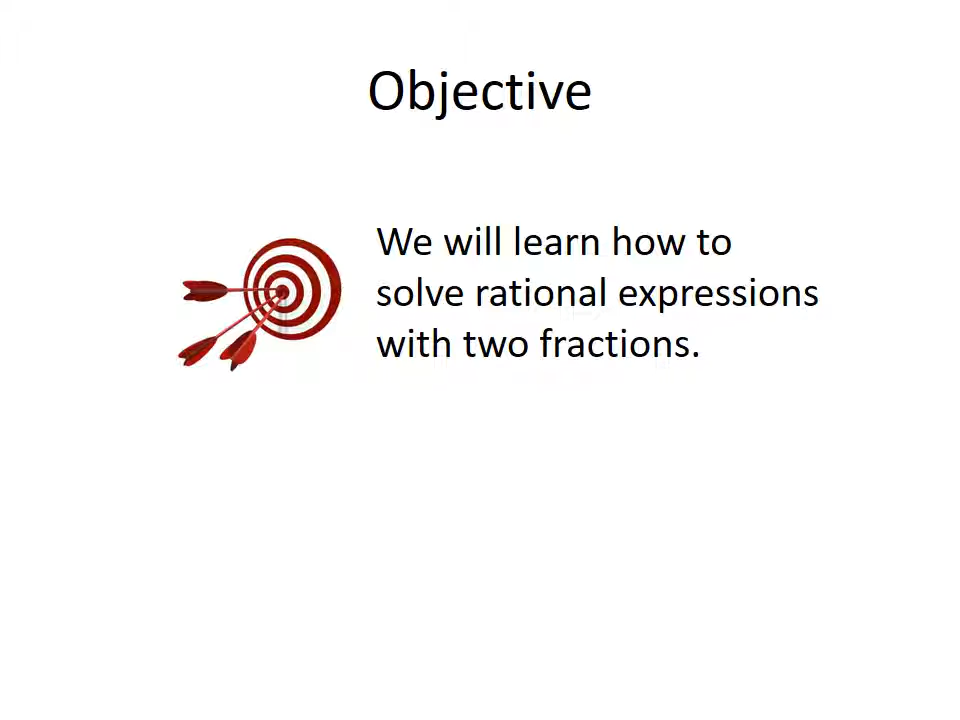 Objective
We will learn how to
solve rational expressions
with two fractions.